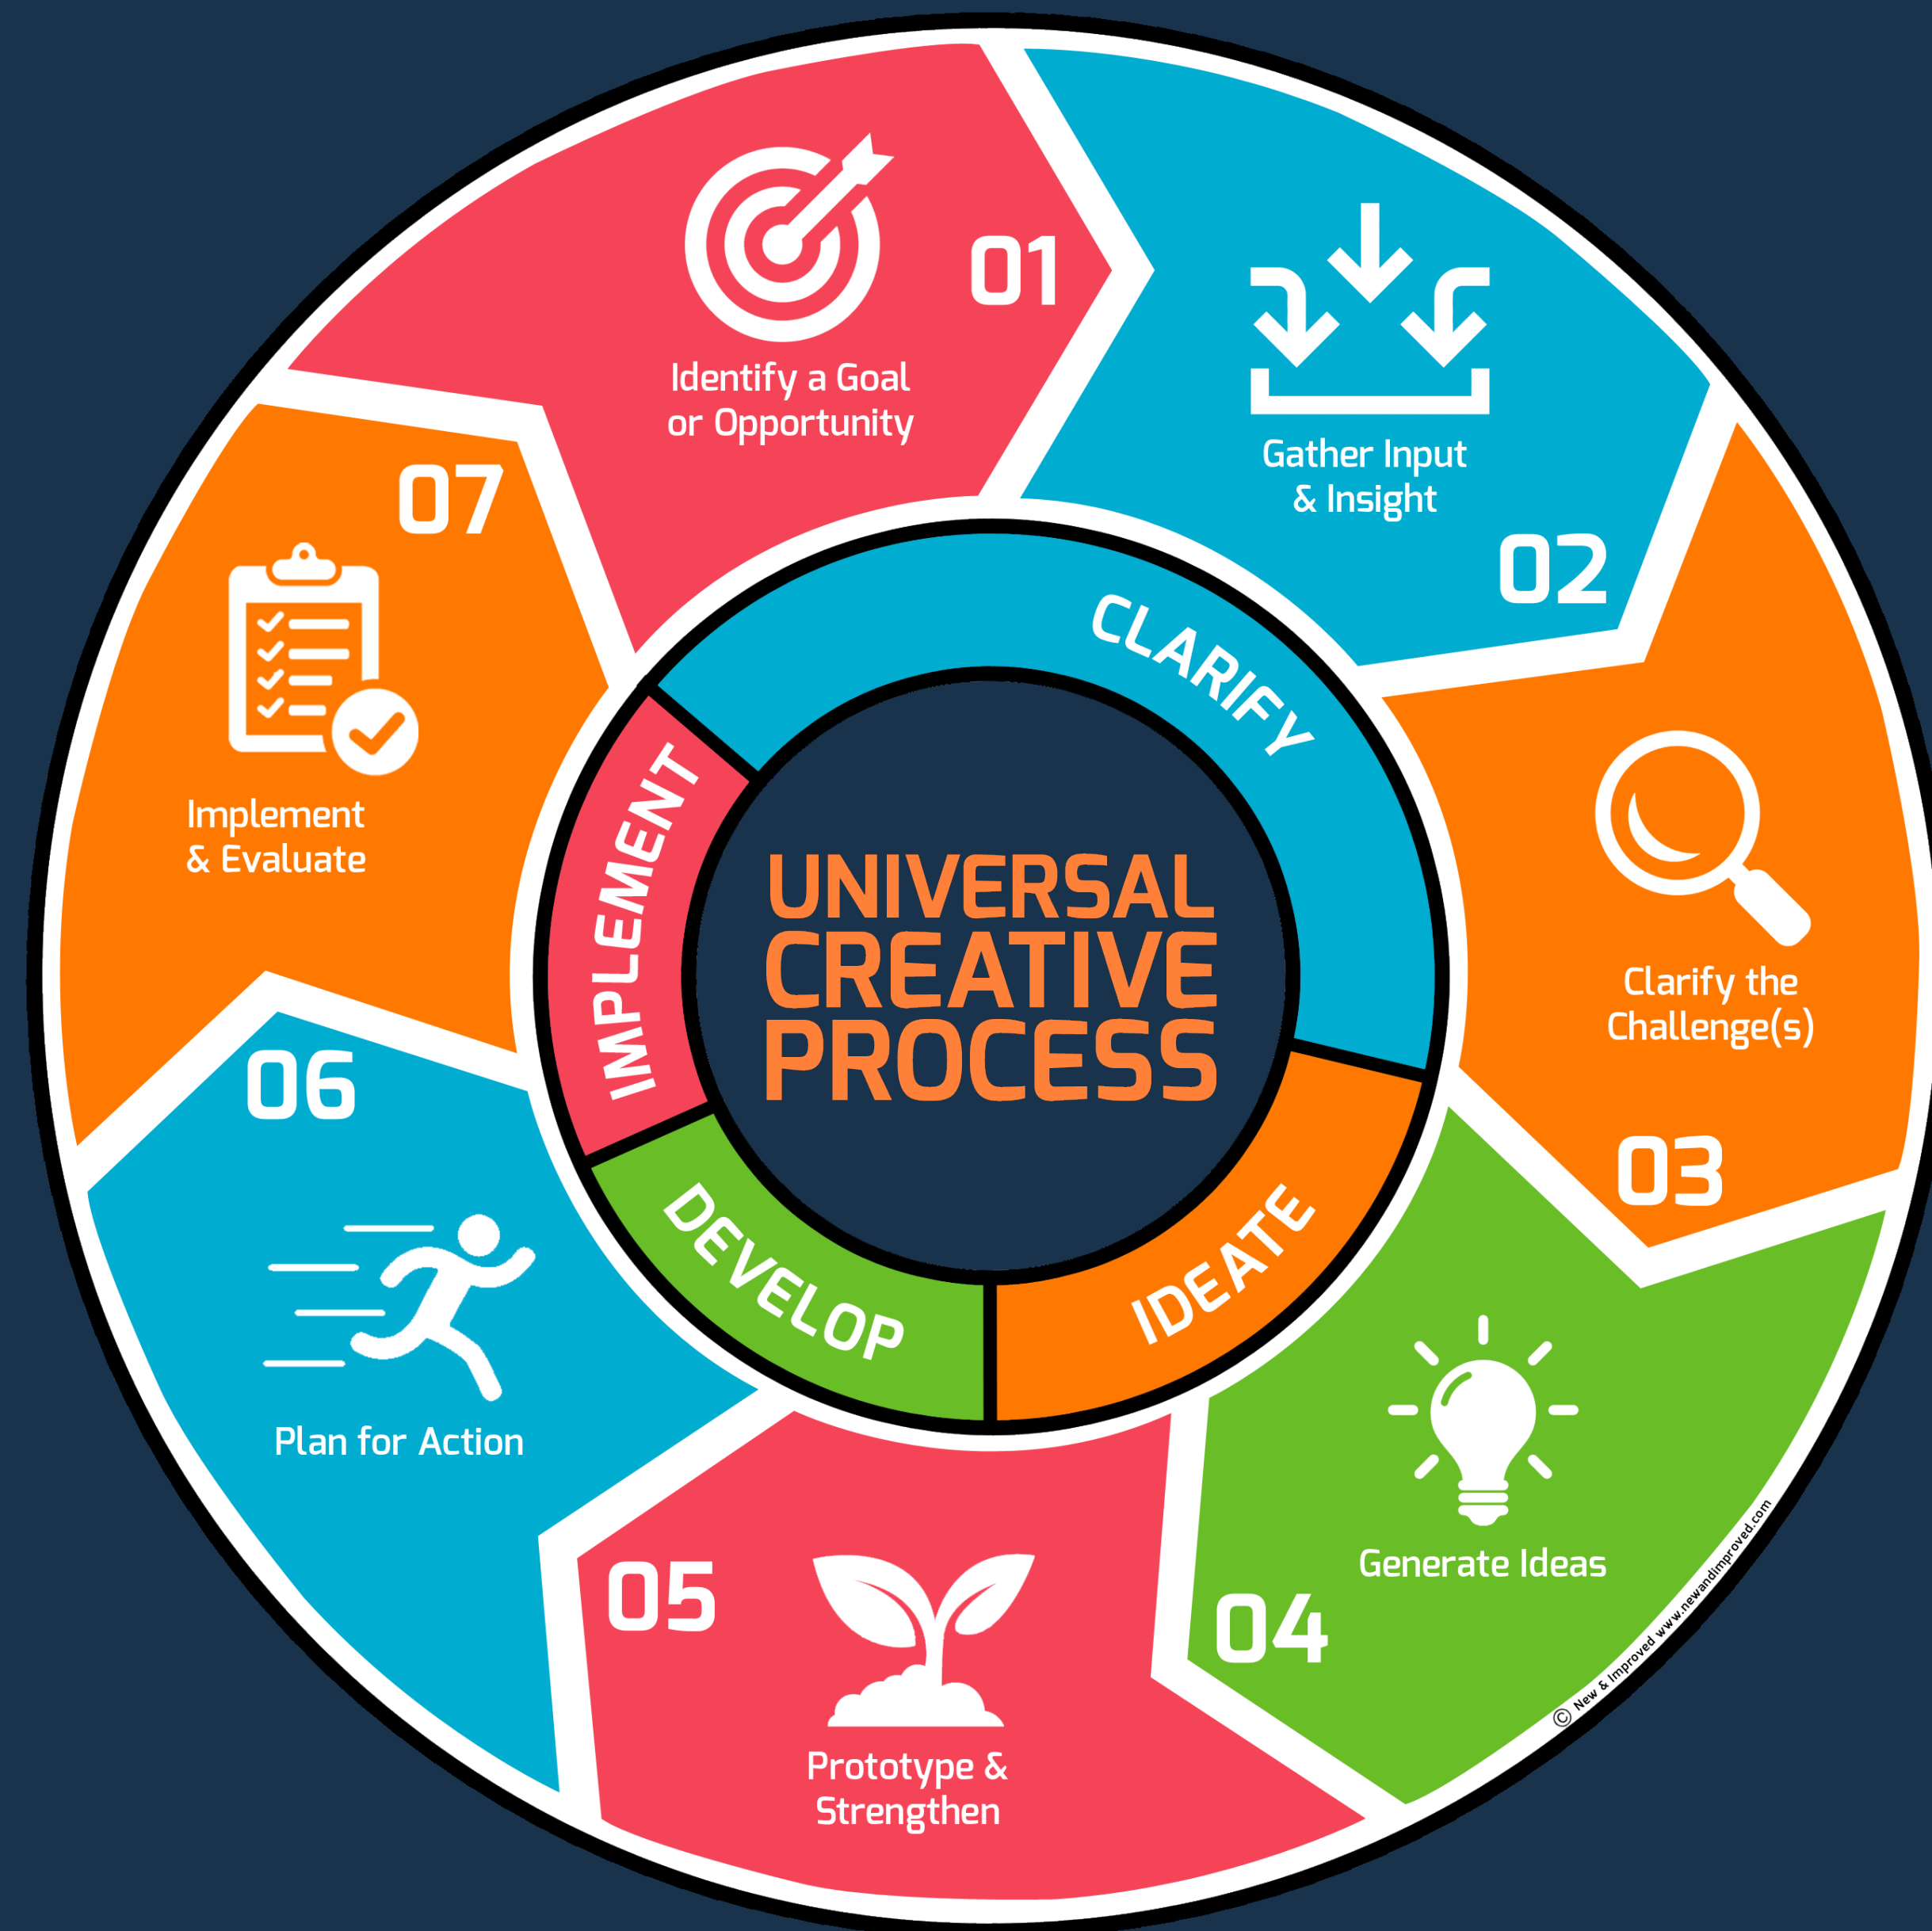 01
Identify a Goal
or Opportunity
Gather Input
& Insight
02
Clarify the
Challenge(s)
03
Generate Ideas
04
05
Prototype &
Strengthen
06
Plan for Action
07
Implement
& Evaluate
CLARIFY
IDEATE
DEVELOP
IMPLEMENT
UNIVERSAL
CREATIVE
PROCESS
© New & Improved www.newandimproved.com